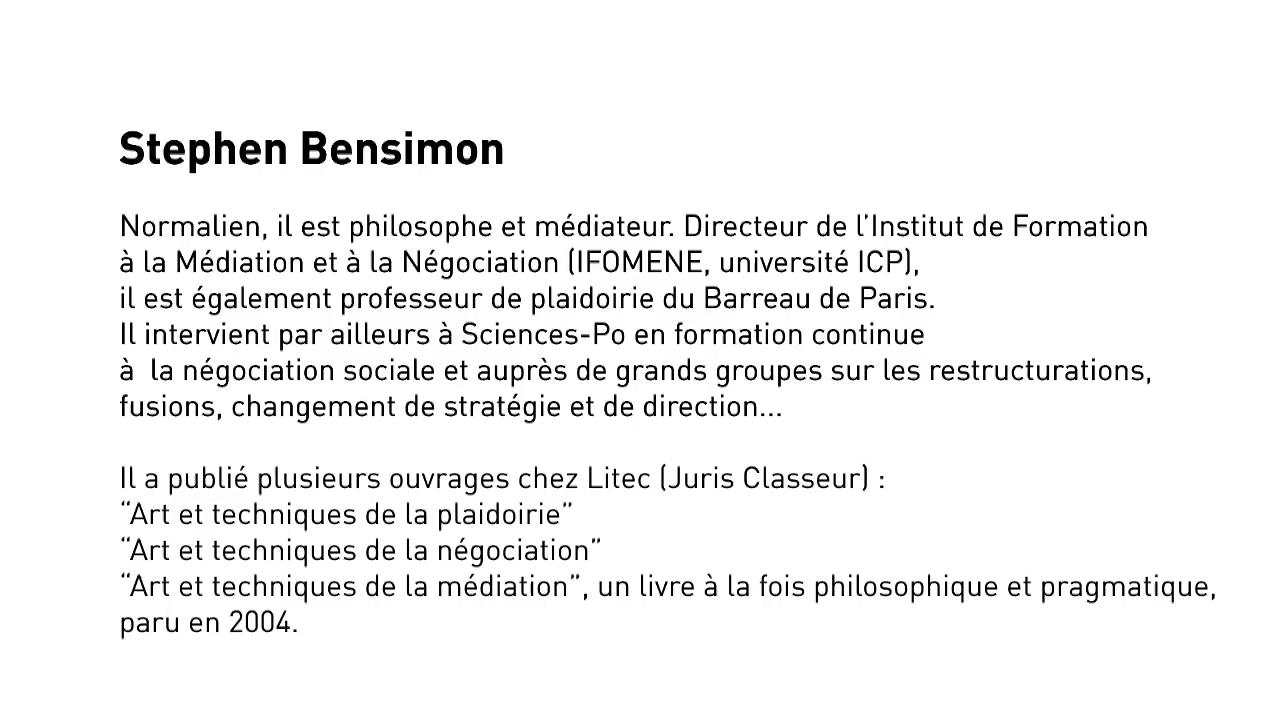 Stephen Bensimon
Normalien, il est philosophe et médiateur. Directeur de l’Institut de Formation
à la Médiation et à la Négociation (IFOMENE, université ICP),
il est également professeur de plaidoirie du Barreau de Paris.
Il intervient par ailleurs à Sciences-Po en formation continue
à  la négociation sociale et auprès de grands groupes sur les restructurations,
fusions, changement de stratégie et de direction...
Il a publié plusieurs ouvrages chez Litec (Juris Classeur) :
“Art et techniques de la plaidoirie”
“Art et techniques de la négociation”
“Art et techniques de la médiation”, un livre à la fois philosophique et pragmatique,
paru en 2004.